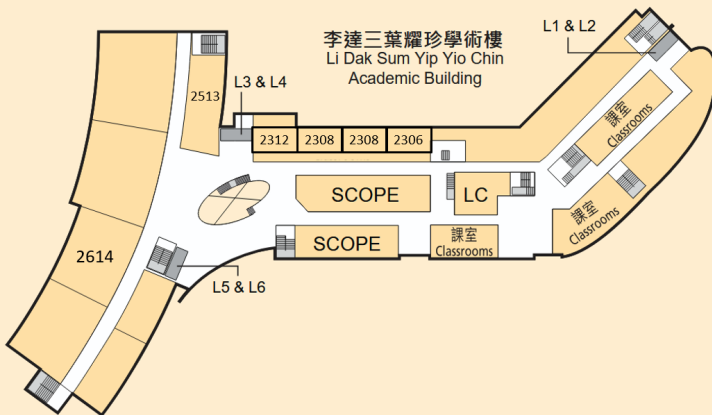 李達三葉耀珍學術樓
Li Dak Sum Yip Yio Chin
Academic Building
L1 & L2
L3 & L4
2513
2312
2308
2308
2306
課室
Classrooms
SCOPE
LC
課室
Classrooms
SCOPE
課室
Classrooms
2614
L5 & L6